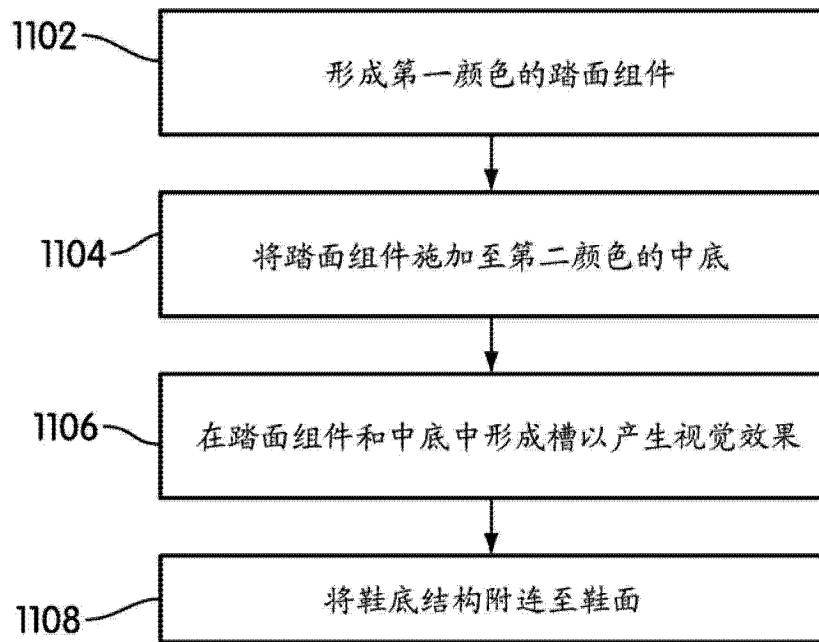 1102
形成第一颜色的踏面组件
1104
将踏面组件施加至第二颜色的中底
1106
在踏面组件和中底中形成槽以产生视觉效果
1108
将鞋底结构附连至鞋面